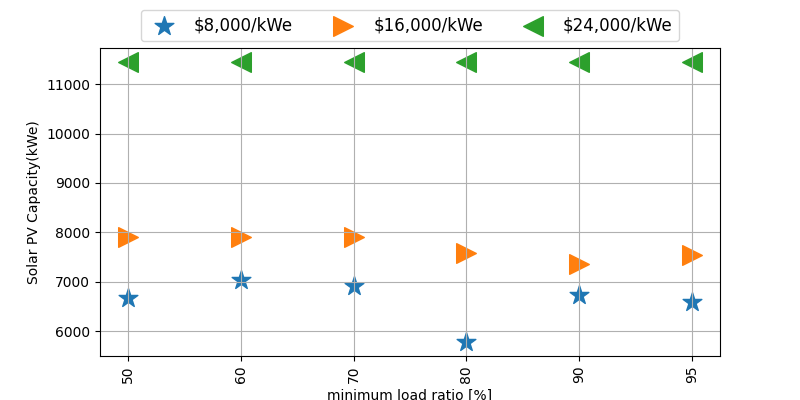 $8,000/kWe $16,000/kWe $24,000/kWe
11000
10000
9000
8000
7000
6000
Solar PV Capacity(kWe)
50 60 70 80 90 95
minimum load ratio [%]